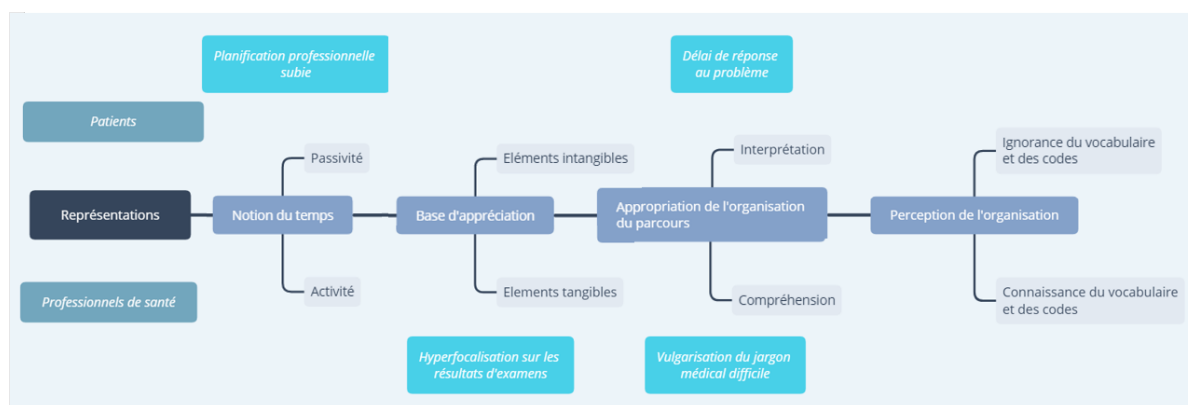 Planification professionnelle
subie
Délai de réponse
au problème
Patients
Passivité
Eléments intangibles
Interprétation
Ignorance du vocabulaire
et des codes
Représentations
Notion du temps
Base d'appréciation
Appropriation de l'organisation
du parcours
Perception de l'organisation
Professionnels de santé
Activité
Elements tangibles
Compréhension
Connaissance du vocabulaire
et des codes
Hyperfocalisation sur les
résultats d'examens
Vulgarisation du jargon
médical difficile